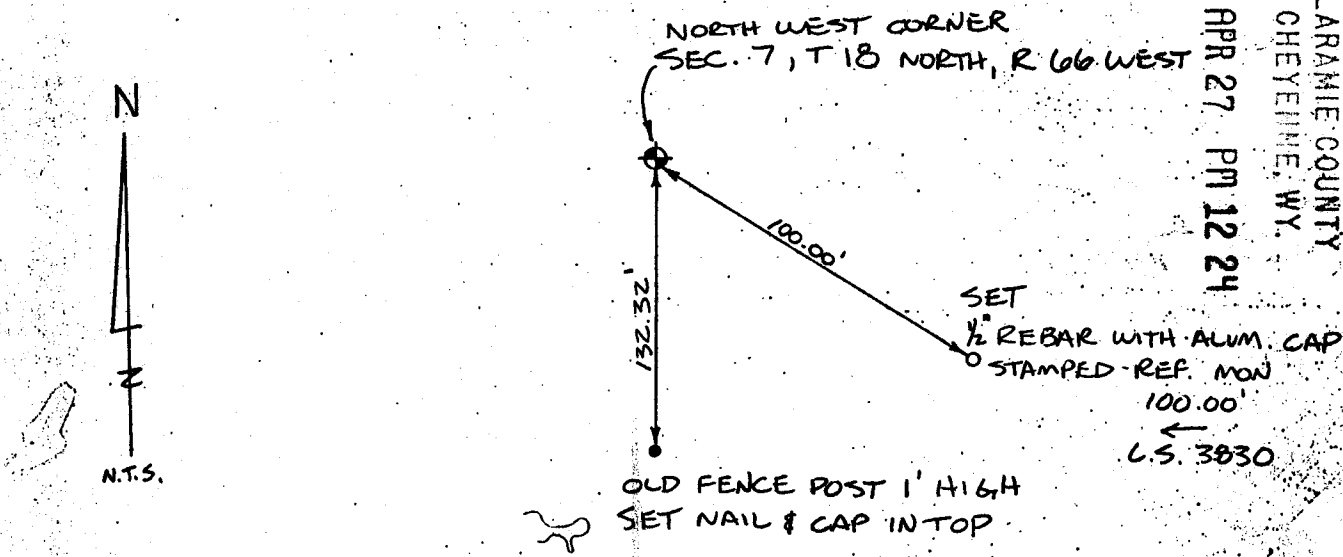 NORTH WEST CORNER
SEC. 7, T 18 NORTH, R 66 WEST
N
100.00'
132.32'
SET
1/2" REBAR WITH ALUM. CAP
STAMPED-REF. MON
100.00'
←
L.S. 3830
N.T.S.
OLD FENCE POST 1' HIGH
SET NAIL & CAP IN TOP
LARAMIE COUNTY
CHEYENNE, WY.
APR 27 PM 12 24